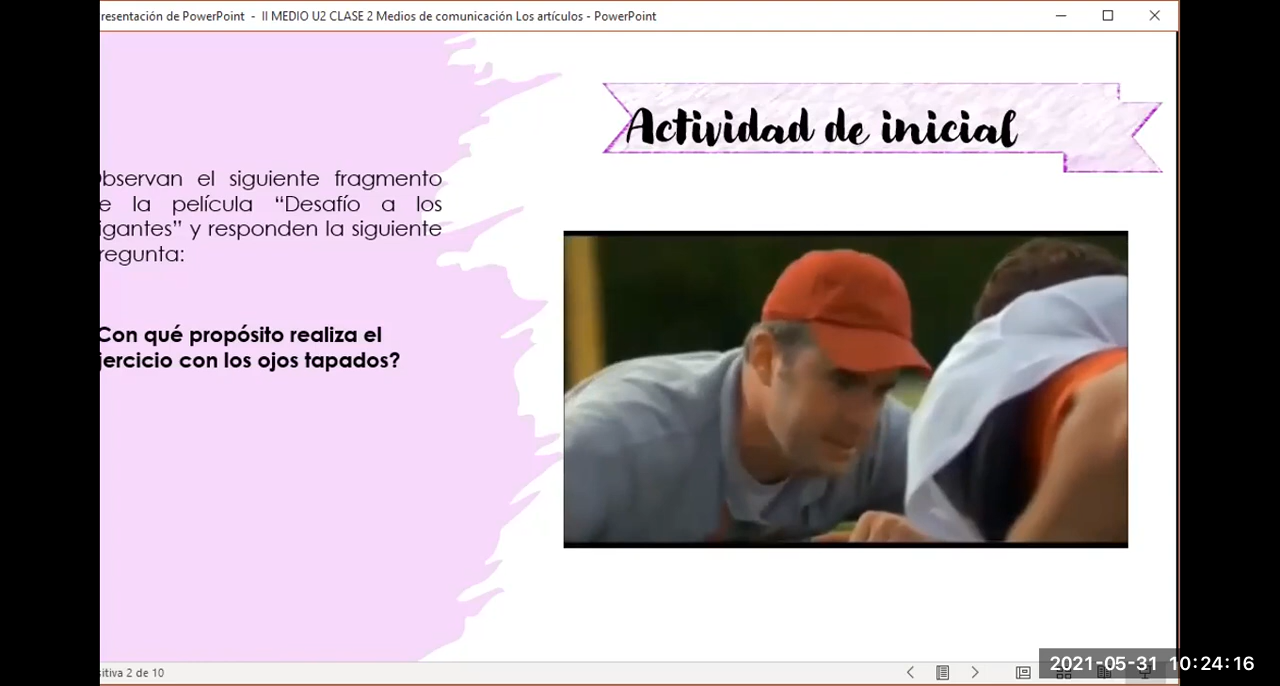 resentación de PowerPoint - II MEDIO U2 CLASE 2 Medios de comunicación Los artículos - PowerPoint
Actividad de inicial
bservan el siguiente fragmento
e la película “Desafío a los
igantes” y responden la siguiente
regunta:
Con qué propósito realiza el
jercicio con los ojos tapados?
sitiva 2 de 10
2021-05-31 10:24:16